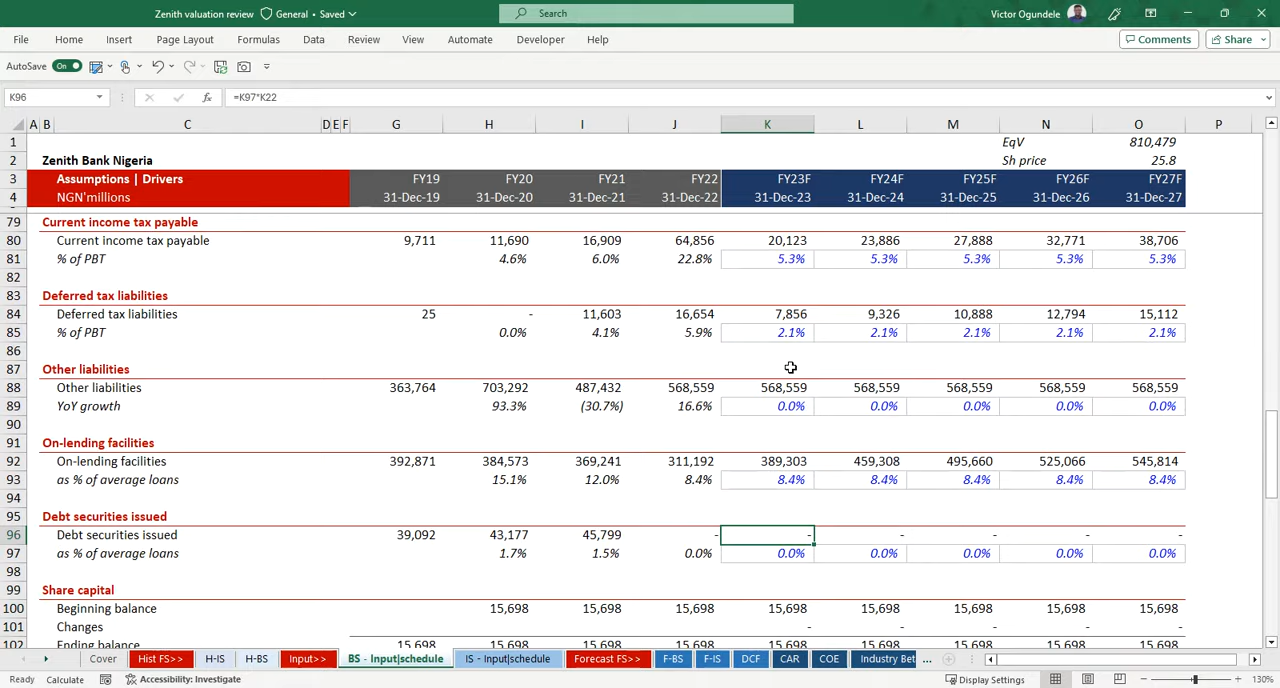 Zenith valuation review General • Saved Search Victor Ogundele
File Home Insert Page Layout Formulas Data Review View Automate Developer Help Comments Share
AutoSave On
K96 fx =K97*K22
A B C D E F G H I J K L M N O P
1 EqV 810,479
2 Zenith Bank Nigeria Sh price 25.8
3 Assumptions | Drivers FY19 FY20 FY21 FY22 FY23F FY24F FY25F FY26F FY27F
4 NGN'millions 31-Dec-19 31-Dec-20 31-Dec-21 31-Dec-22 31-Dec-23 31-Dec-24 31-Dec-25 31-Dec-26 31-Dec-27
79 Current income tax payable
80 Current income tax payable 9,711 11,690 16,909 64,856 20,123 23,886 27,888 32,771 38,706
81 % of PBT 4.6% 6.0% 22.8% 5.3% 5.3% 5.3% 5.3% 5.3%
82
83 Deferred tax liabilities
84 Deferred tax liabilities 25 - 11,603 16,654 7,856 9,326 10,888 12,794 15,112
85 % of PBT 0.0% 4.1% 5.9% 2.1% 2.1% 2.1% 2.1% 2.1%
86
87 Other liabilities
88 Other liabilities 363,764 703,292 487,432 568,559 568,559 568,559 568,559 568,559 568,559
89 YoY growth 93.3% (30.7%) 16.6% 0.0% 0.0% 0.0% 0.0% 0.0%
90
91 On-lending facilities
92 On-lending facilities 392,871 384,573 369,241 311,192 389,303 459,308 495,660 525,066 545,814
93 as % of average loans 15.1% 12.0% 8.4% 8.4% 8.4% 8.4% 8.4% 8.4%
94
95 Debt securities issued
96 Debt securities issued 39,092 43,177 45,799 - - - - - -
97 as % of average loans 1.7% 1.5% 0.0% 0.0% 0.0% 0.0% 0.0% 0.0%
98
99 Share capital
100 Beginning balance 15,698 15,698 15,698 15,698 15,698 15,698 15,698 15,698
101 Changes - - - - -
102 Ending balance 15,698 15,698 15,698 15,698 15,698 15,698 15,698 15,698 15,698
Cover Hist FS>> H-IS H-BS Input>> BS - Input|schedule IS - Input|schedule Forecast FS>> F-BS F-IS DCF CAR COE Industry Bet ...
Ready Calculate Accessibility: Investigate Display Settings 130%